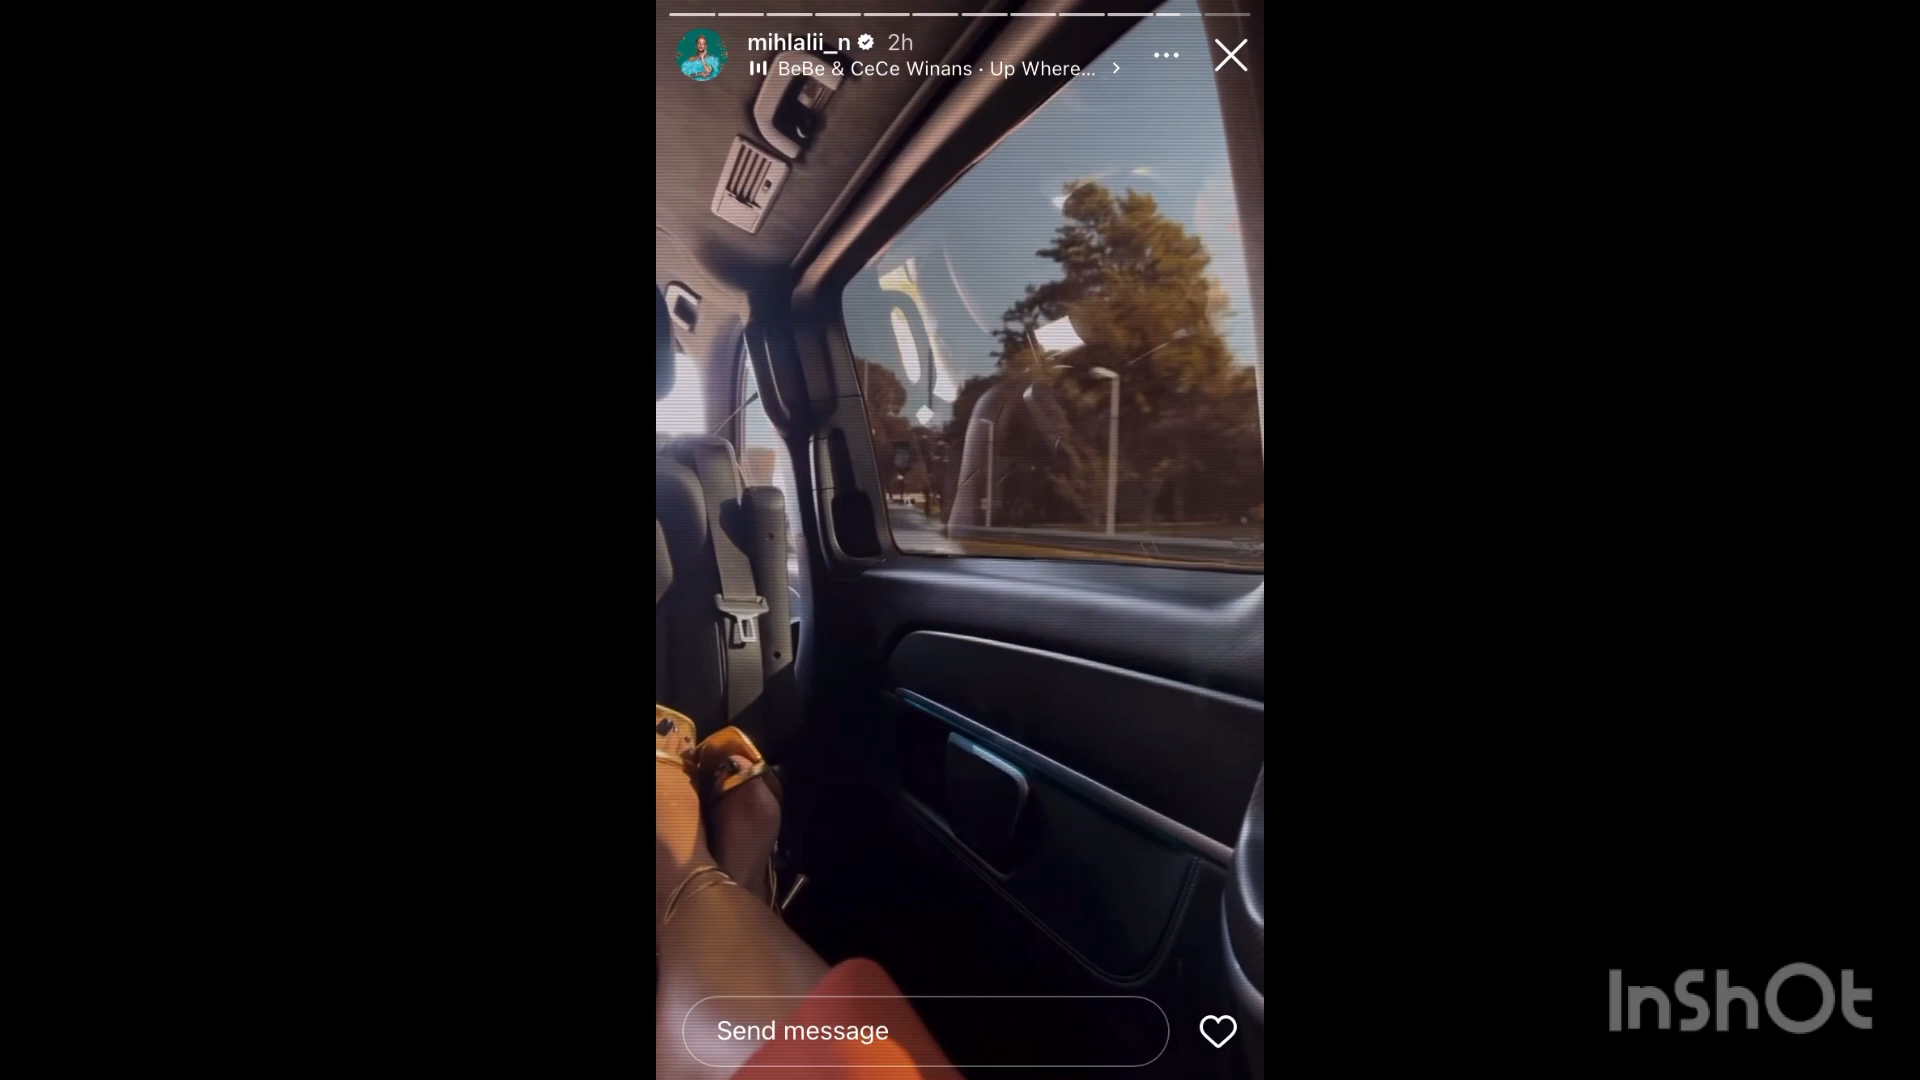 mihlalii_n 2h
BeBe & CeCe Winans · Up Where...
Send message
InShOt